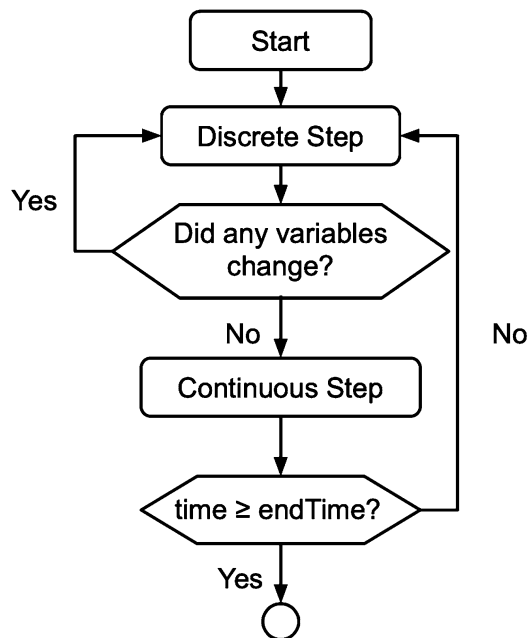 Start
Discrete Step
Yes
Did any variables
change?
No
No
Continuous Step
time ≥ endTime?
Yes